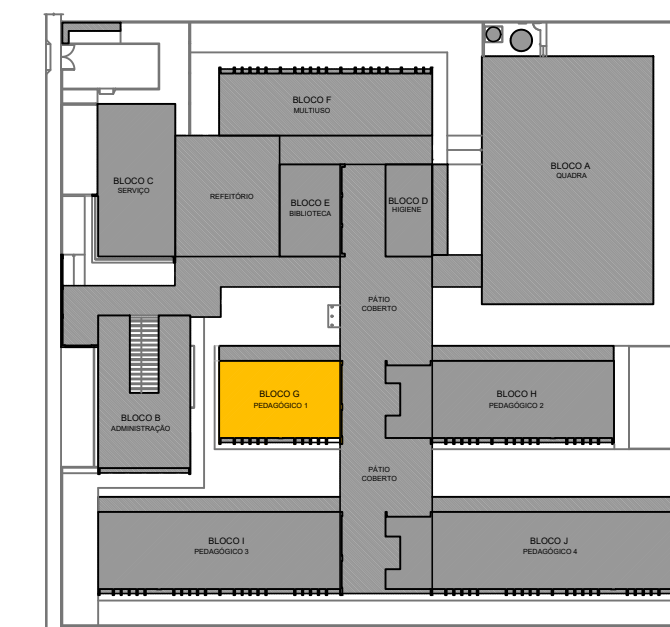 BLOCO F
MULTIUSO
BLOCO A
QUADRA
BLOCO C
SERVIÇO
REFEITÓRIO
BLOCO E
BIBLIOTECA
BLOCO D
HIGIENE
PÁTIO
COBERTO
BLOCO G
PEDAGÓGICO 1
BLOCO H
PEDAGÓGICO 2
BLOCO B
ADMINISTRAÇÃO
PÁTIO
COBERTO
BLOCO I
PEDAGÓGICO 3
BLOCO J
PEDAGÓGICO 4